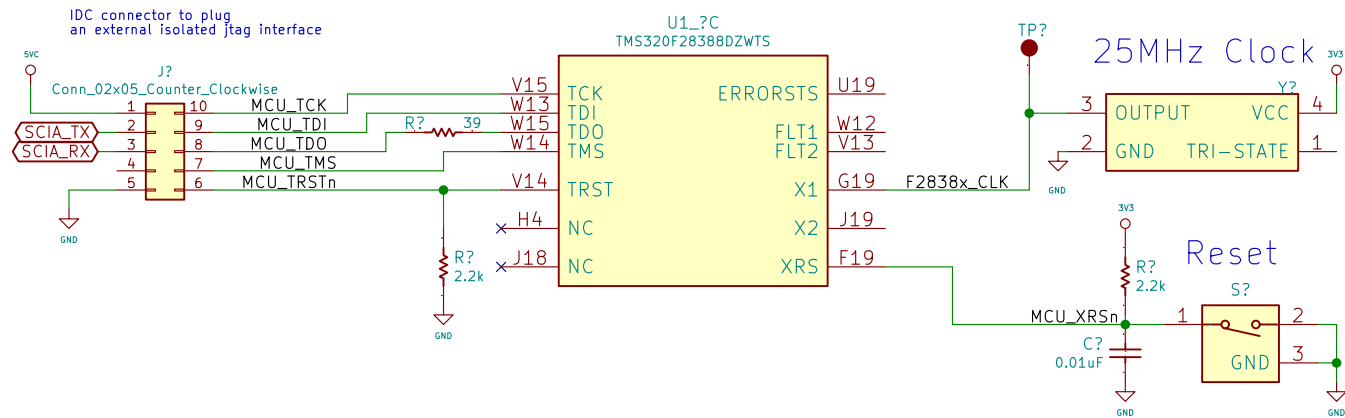 IDC connector to plug
an external isolated jtag interface
5VC
J?
Conn_02x05_Counter_Clockwise
1
2
3
4
5
10
9
8
7
6
SCIA_TX
SCIA_RX
GND
MCU_TCK
MCU_TDI
MCU_TDO
MCU_TMS
MCU_TRSTn
R?
39
R?
2.2k
GND
U1_?C
TMS320F28388DZWTS
V15
W13
W15
W14
V14
H4
J18
TCK
TDI
TDO
TMS
TRST
NC
NC
ERRORSTS
FLT1
FLT2
X1
X2
XRS
U19
W12
V13
G19
J19
F19
F2838x_CLK
TP?
25MHz Clock
3V3
Y?
3
2
OUTPUT
GND
VCC
TRI-STATE
4
1
GND
3V3
Reset
R?
2.2k
S?
MCU_XRSn
1
2
3
GND
C?
0.01uF
GND
GND